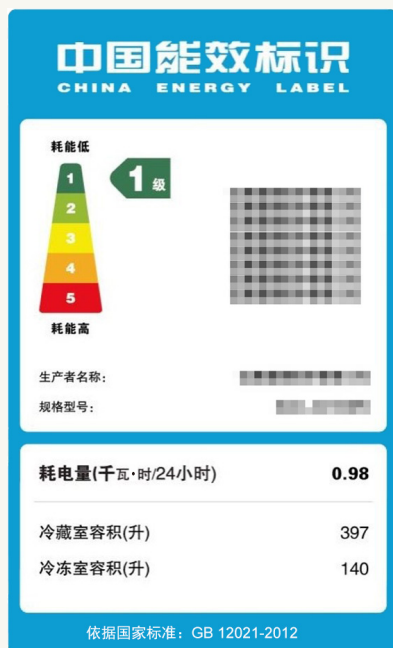 中国能效标识
CHINA ENERGY LABEL
耗能低
1
1级
2
3
4
5
耗能高
生产者名称:
规格型号:
耗电量(千瓦·时/24小时) 0.98
冷藏室容积(升) 397
冷冻室容积(升) 140
依据国家标准：GB 12021-2012